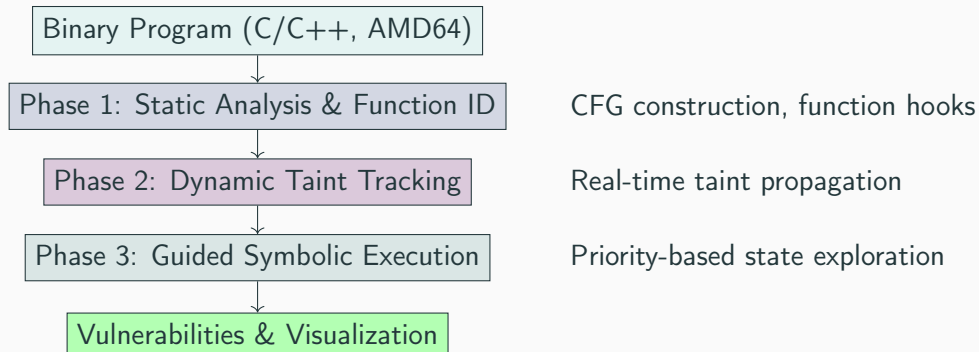 Binary Program (C/C++, AMD64)
Phase 1: Static Analysis & Function ID
CFG construction, function hooks
Phase 2: Dynamic Taint Tracking
Real-time taint propagation
Phase 3: Guided Symbolic Execution
Priority-based state exploration
Vulnerabilities & Visualization